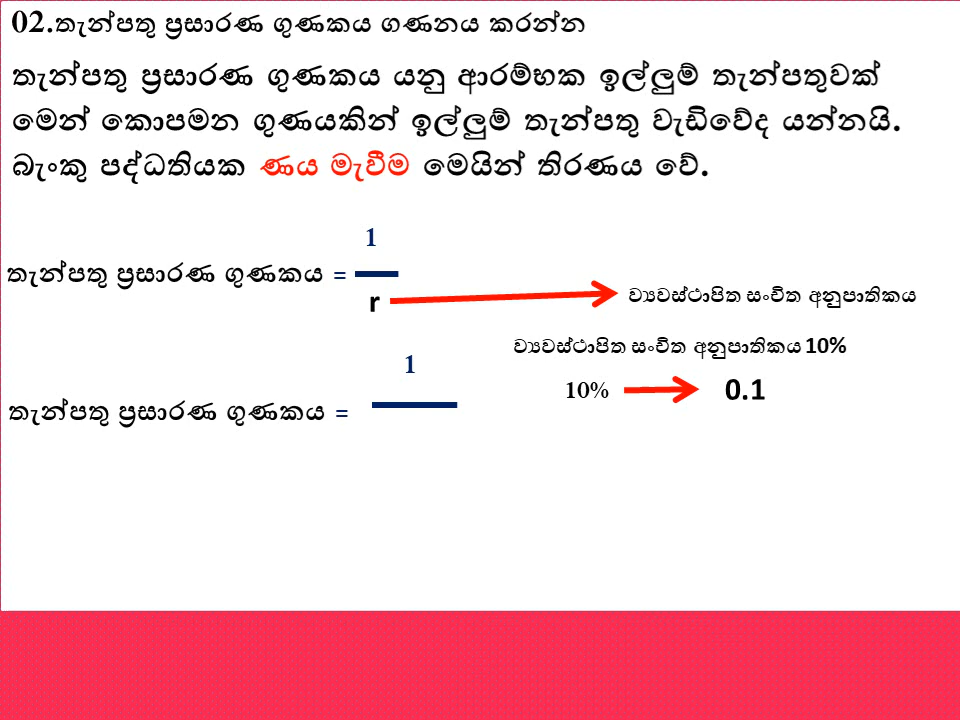 02.තැන්පතු ප්‍රසාරණ ගුණකය ගණනය කරන්න
තැන්පතු ප්‍රසාරණ ගුණකය යනු ආරම්භක ඉල්ලුම් තැන්පතුවක්
මෙන් කොපමන ගුණයකින් ඉල්ලුම් තැන්පතු වැඩිවේද යන්නයි.
බැංකු පද්ධතියක ණය මැවීම මෙයින් තිරණය වේ.
1
තැන්පතු ප්‍රසාරණ ගුණකය =
r
ව්‍යවස්ථාපිත සංචිත අනුපාතිකය
ව්‍යවස්ථාපිත සංචිත අනුපාතිකය 10%
1
10%
0.1
තැන්පතු ප්‍රසාරණ ගුණකය =